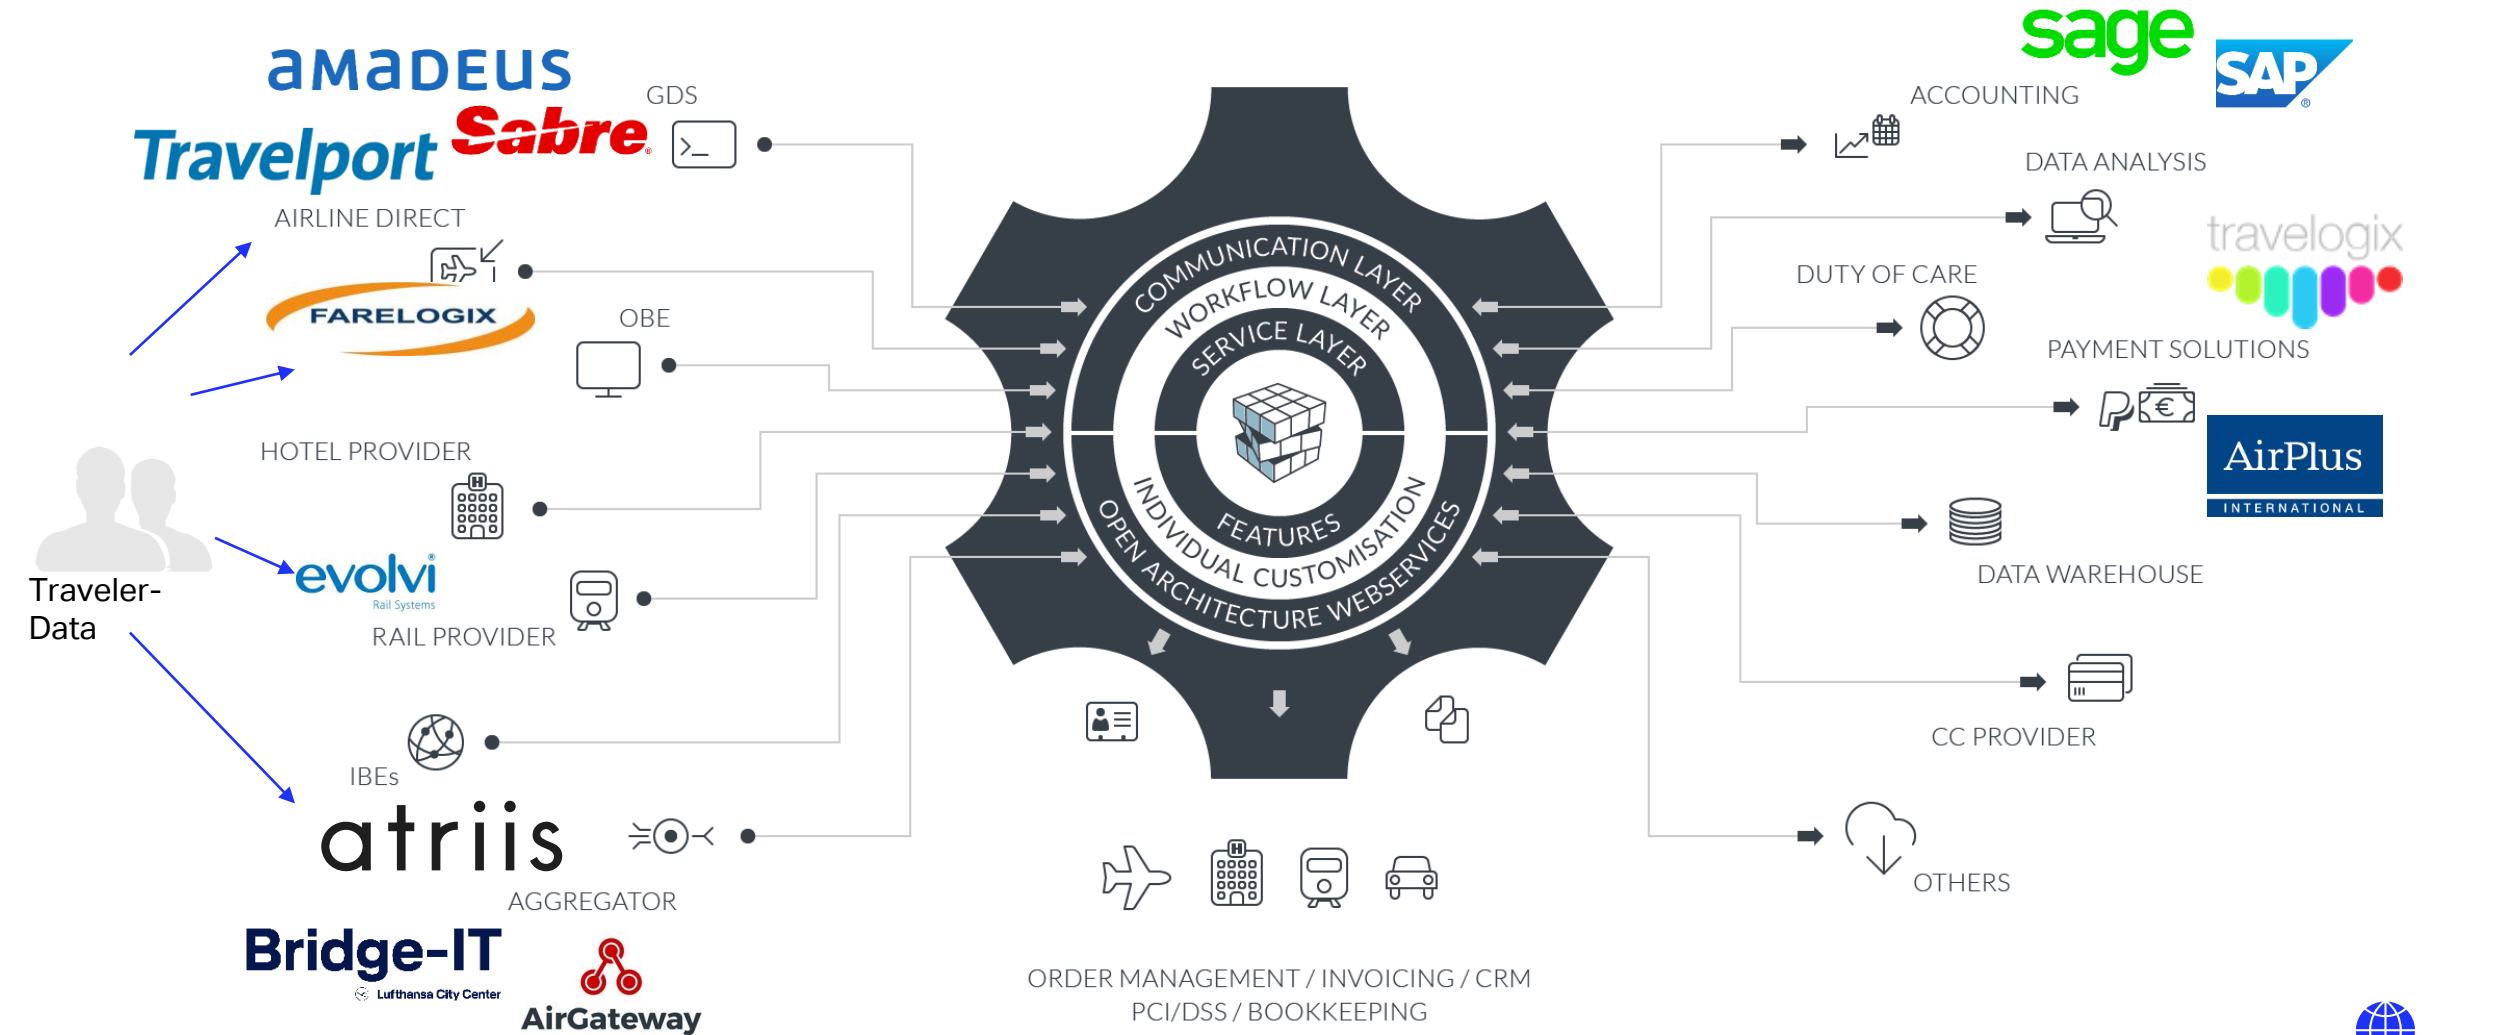 amadeus
Sabre
Travelport
GDS
>_
AIRLINE DIRECT
FARELOGIX
OBE
HOTEL PROVIDER
H
evolvi
Rail Systems
RAIL PROVIDER
Traveler-
Data
IBEs
atriis
AGGREGATOR
Bridge-IT
Lufthansa City Center
AirGateway
COMMUNICATION LAYER
WORKFLOW LAYER
SERVICE LAYER
FEATURES
INDIVIDUAL CUSTOMISATION
OPEN ARCHITECTURE WEBSERVICES
H
ORDER MANAGEMENT / INVOICING / CRM
PCI/DSS / BOOKKEEPING
sage
SAP
ACCOUNTING
DATA ANALYSIS
travelogix
DUTY OF CARE
PAYMENT SOLUTIONS
€
AirPlus
INTERNATIONAL
DATA WAREHOUSE
CC PROVIDER
OTHERS